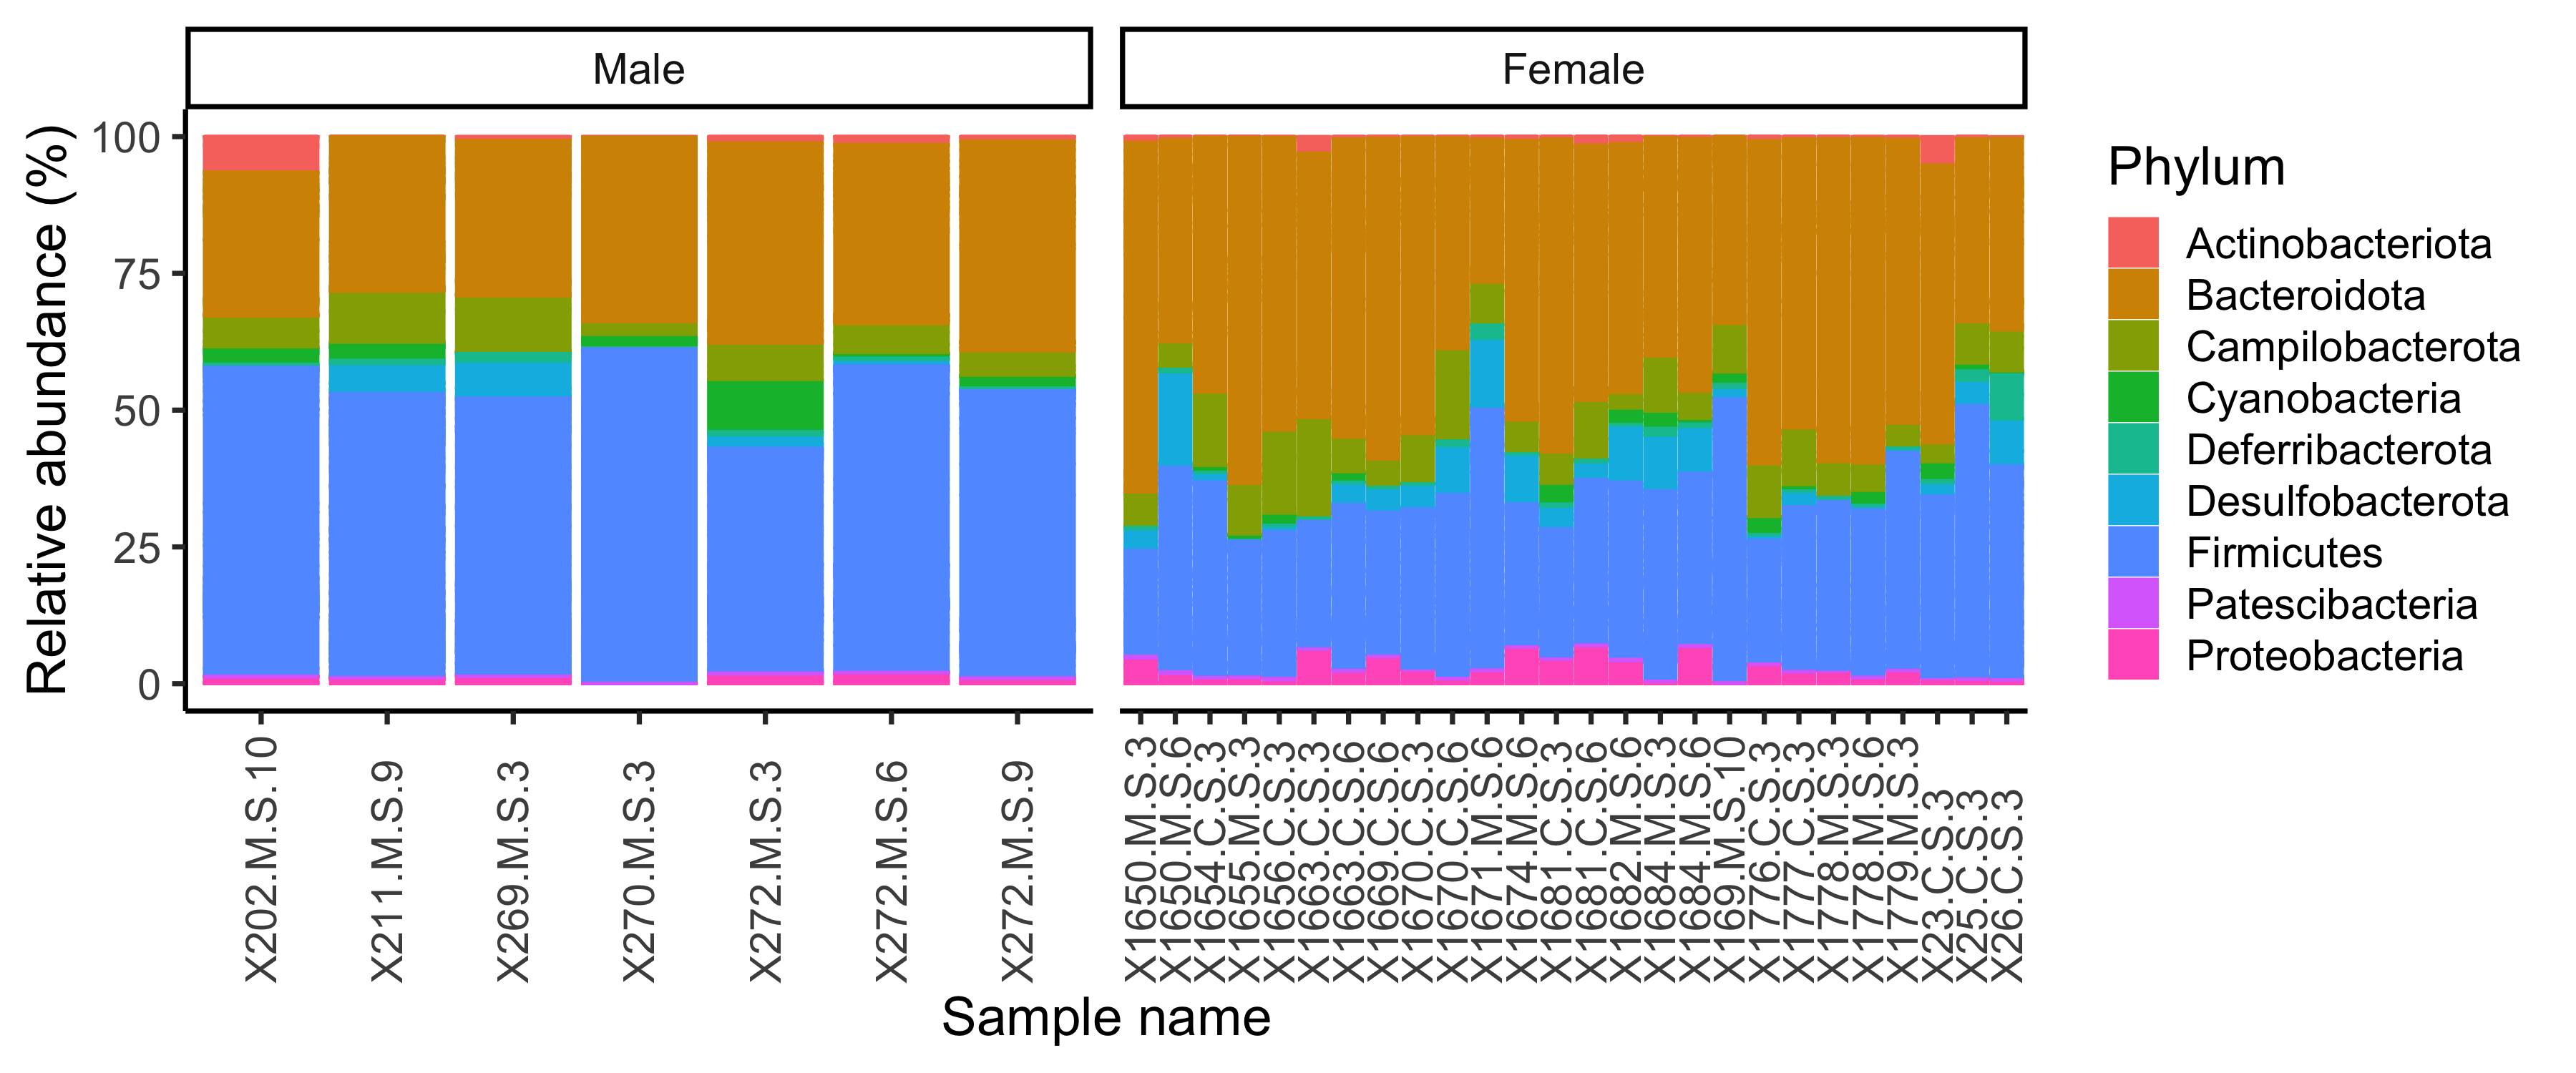 Male
Female
Relative abundance (%)
100
75
50
25
0
X202.M.S.10
X211.M.S.9
X269.M.S.3
X270.M.S.3
X272.M.S.3
X272.M.S.6
X272.M.S.9
X1650.M.S.3
X1650.M.S.6
X1654.C.S.3
X1655.M.S.3
X1656.C.S.3
X1663.C.S.3
X1663.C.S.6
X1669.C.S.6
X1670.C.S.3
X1670.C.S.6
X1671.M.S.6
X1674.M.S.6
X1681.C.S.3
X1681.C.S.6
X1682.M.S.6
X1684.M.S.3
X1684.M.S.6
X169.M.S.10
X1776.C.S.3
X1777.C.S.3
X1778.M.S.3
X1778.M.S.6
X1779.M.S.3
X23.C.S.3
X25.C.S.3
X26.C.S.3
Sample name
Phylum
Actinobacteriota
Bacteroidota
Campilobacterota
Cyanobacteria
Deferribacterota
Desulfobacterota
Firmicutes
Patescibacteria
Proteobacteria